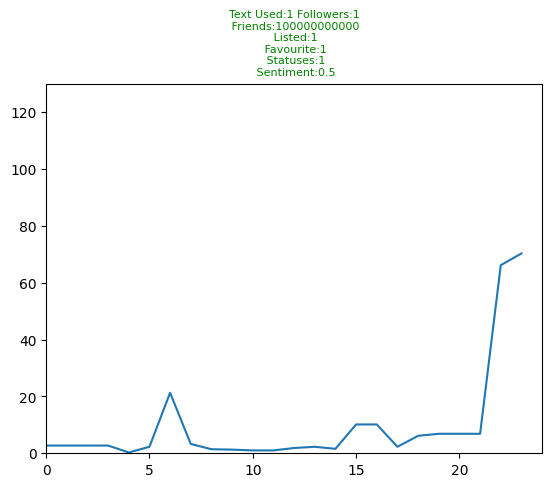 Text Used:1 Followers:1
Friends:100000000000
Listed:1
Favourite:1
Statuses:1
Sentiment:0.5
120
100
80
60
40
20
0
0 5 10 15 20